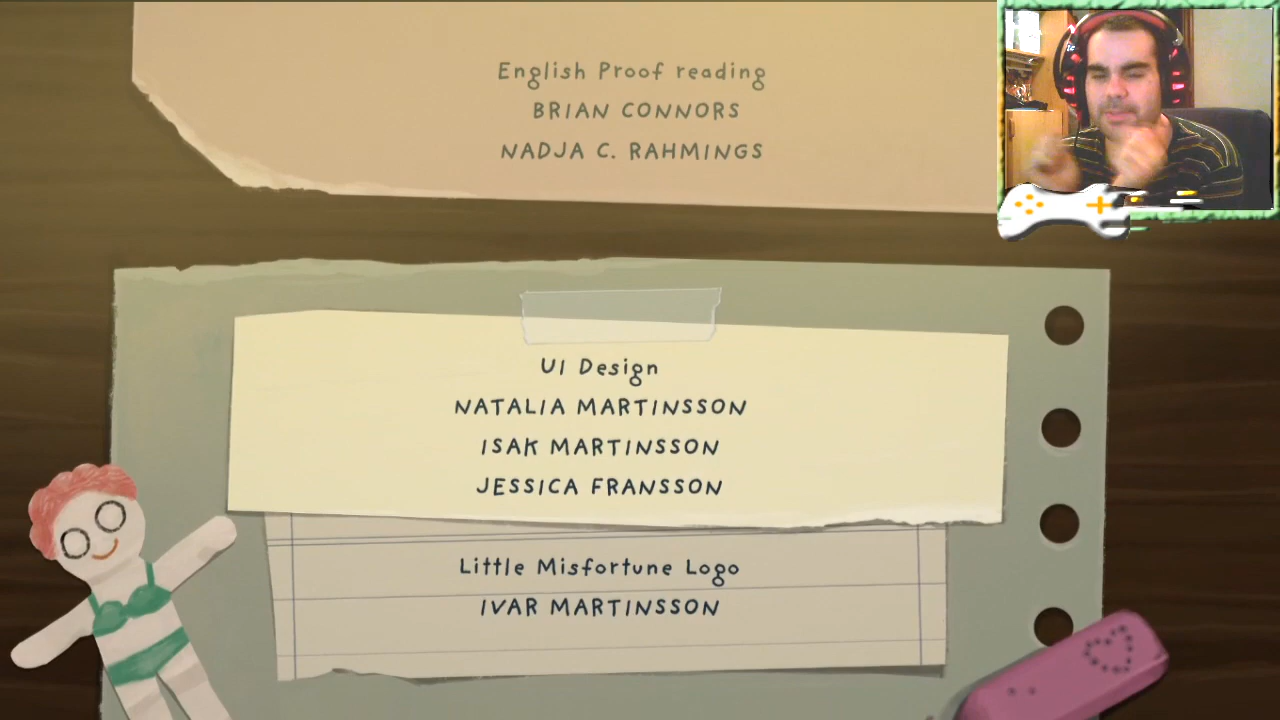 English Proof reading
BRIAN CONNORS
NADJA C. RAHMINGS
UI Design
NATALIA MARTINSSON
ISAK MARTINSSON
JESSICA FRANSSON
Little Misfortune Logo
IVAR MARTINSSON